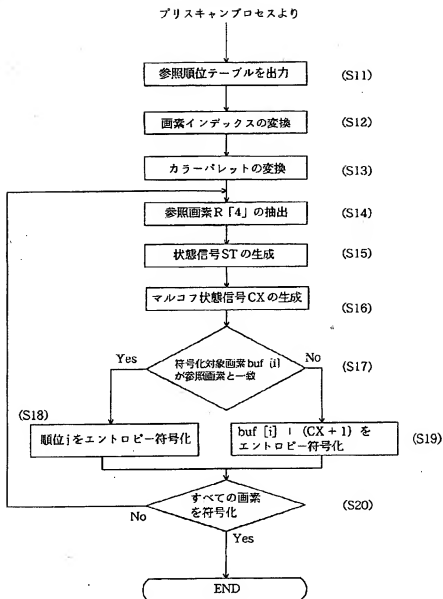 プリスキャンプロセスより
参照順位テーブルを出力 (S11)
画素インデックスの変換 (S12)
カラーパレットの変換 (S13)
参照画素R「4」の抽出 (S14)
状態信号STの生成 (S15)
マルコフ状態信号CXの生成 (S16)
Yes
符号化対象画素buf [i]
が参照画素と一致
No
(S17)
(S18)
順位jをエントロピー符号化
buf [i] | (CX+1) を
エントロピー符号化
(S19)
すべての画素
を符号化
(S20)
No
Yes
END